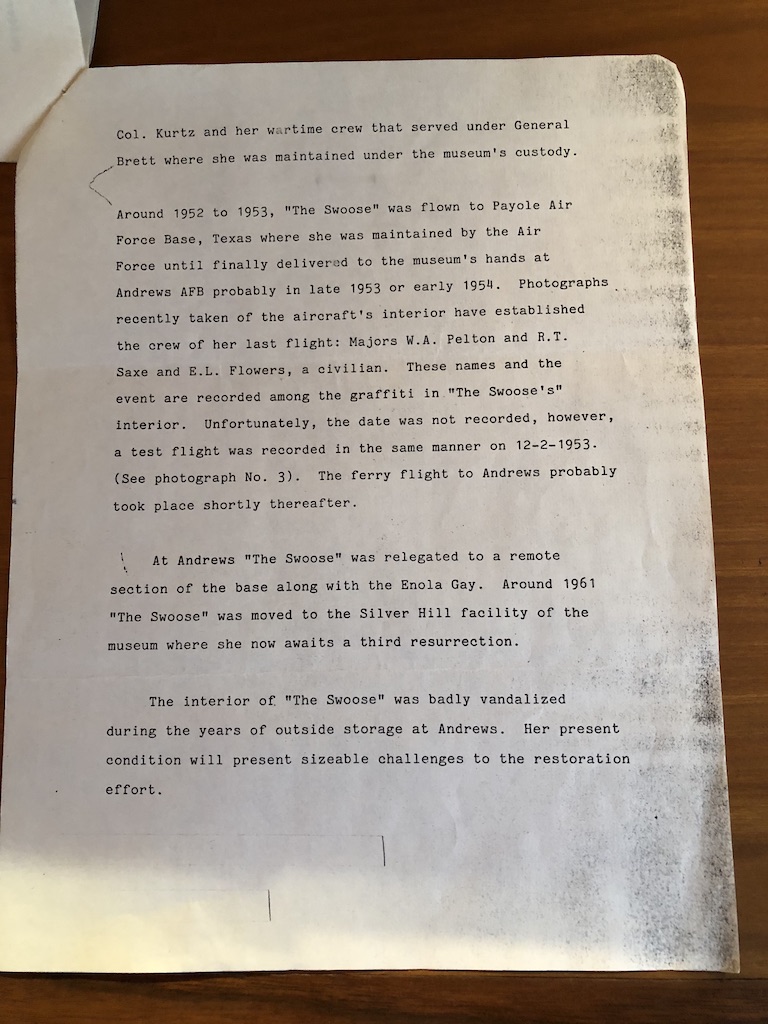 Col. Kurtz and her wartime crew that served under General
Brett where she was maintained under the museum's custody.
Around 1952 to 1953, "The Swoose" was flown to Payole Air
Force Base, Texas where she was maintained by the Air
Force until finally delivered to the museum's hands at
Andrews AFB probably in late 1953 or early 1954. Photographs
recently taken of the aircraft's interior have established
the crew of her last flight: Majors W.A. Pelton and R.T.
Saxe and E.L. Flowers, a civilian. These names and the
event are recorded among the graffiti in "The Swoose's"
interior. Unfortunately, the date was not recorded, however,
a test flight was recorded in the same manner on 12-2-1953.
(See photograph No. 3). The ferry flight to Andrews probably
took place shortly thereafter.
At Andrews "The Swoose" was relegated to a remote
section of the base along with the Enola Gay. Around 1961
"The Swoose" was moved to the Silver Hill facility of the
museum where she now awaits a third resurrection.
The interior of "The Swoose" was badly vandalized
during the years of outside storage at Andrews. Her present
condition will present sizeable challenges to the restoration
effort.